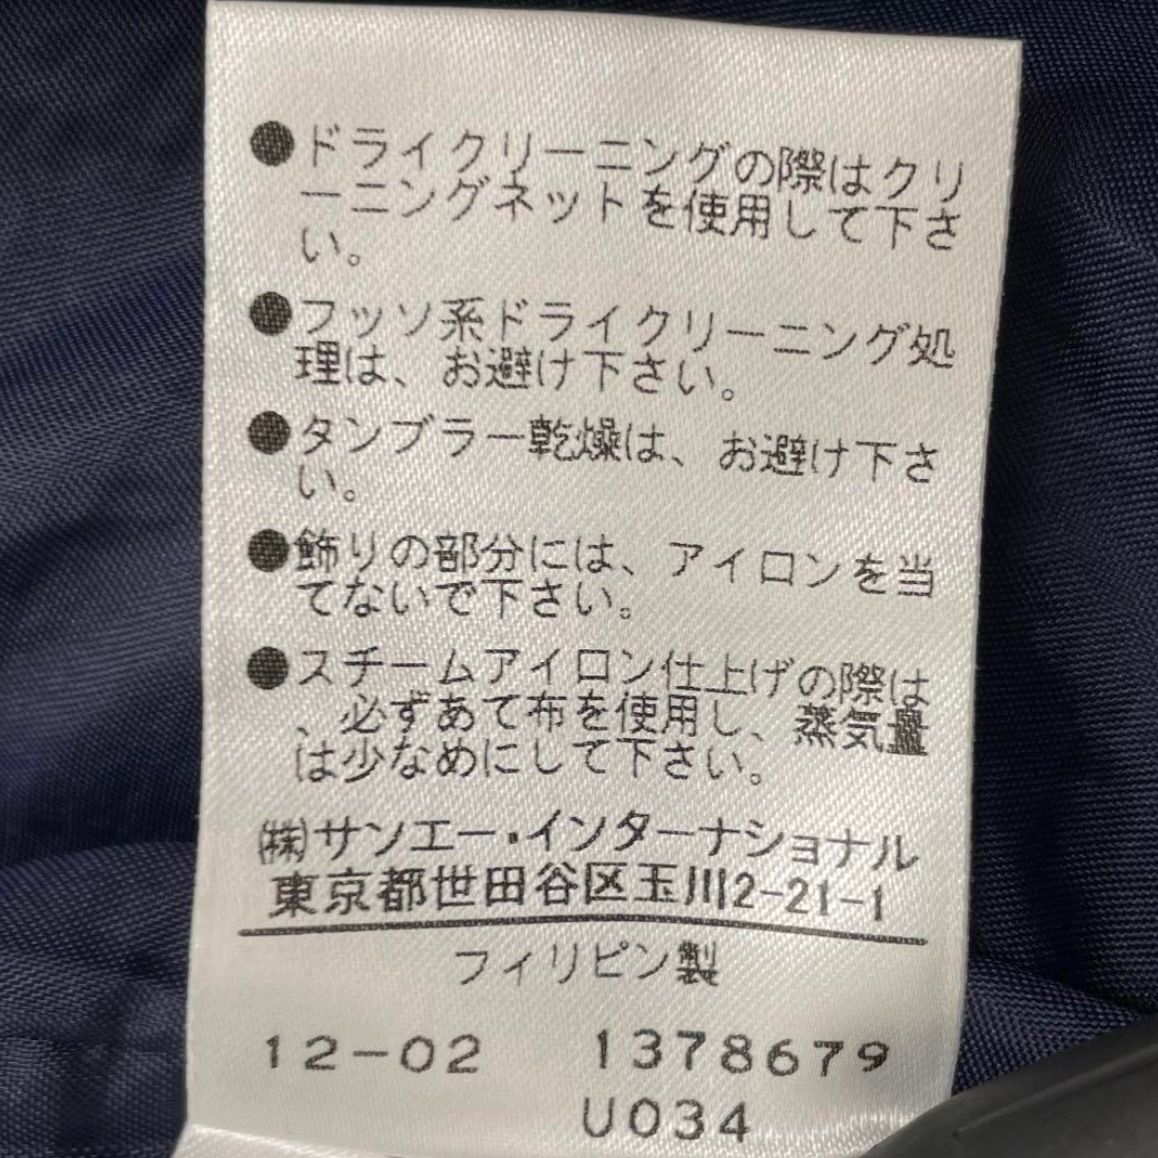 ●ドライクリーニングの際はクリ
ーニングネットを使用して下さ
い。
●フッソ系ドライクリーニング処
理は、お避け下さい。
●タンブラー乾燥は、お避け下さ
い。
●飾りの部分には、アイロンを当
てないで下さい。
●スチームアイロン仕上げの際は
、必ずあて布を使用し、蒸気量
は少なめにして下さい。
㈱サンエー・インターナショナル
東京都世田谷区玉川2-21-1
フィリピン製
12-02 1378679
U034